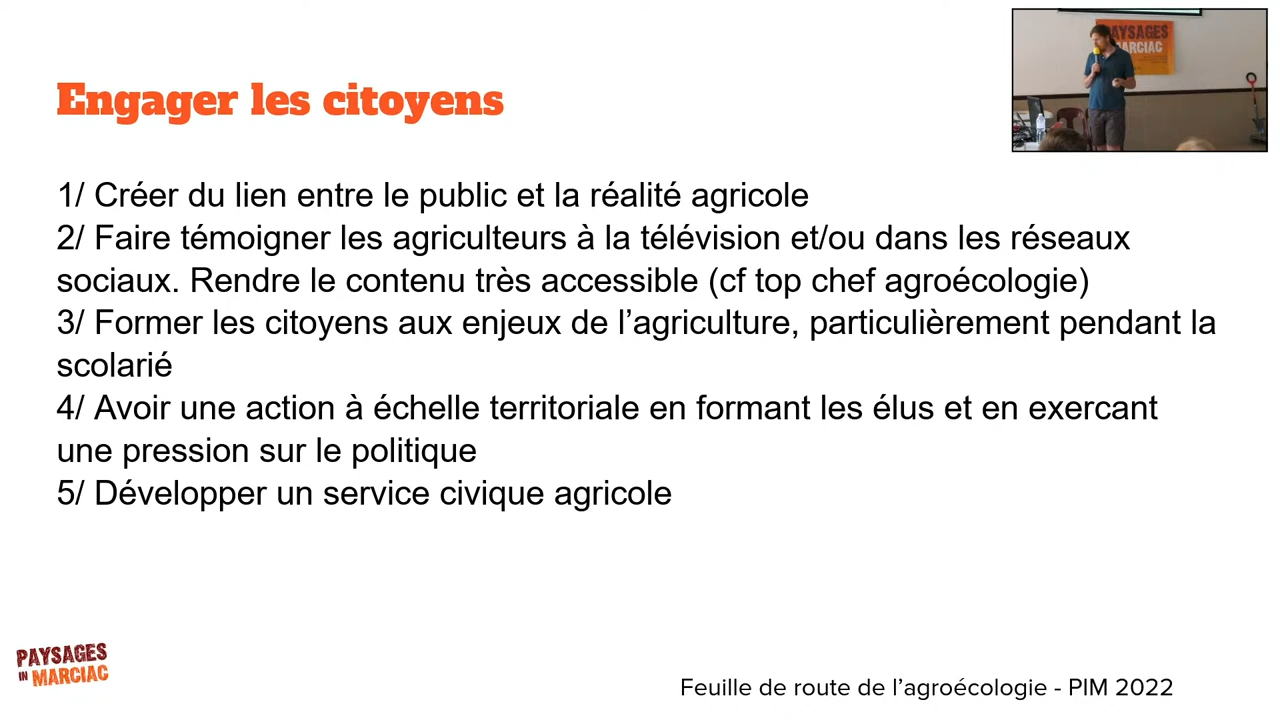 PAYSAGES
MARCIAC
Engager les citoyens
1/ Créer du lien entre le public et la réalité agricole
2/ Faire témoigner les agriculteurs à la télévision et/ou dans les réseaux
sociaux. Rendre le contenu très accessible (cf top chef agroécologie)
3/ Former les citoyens aux enjeux de l’agriculture, particulièrement pendant la
scolarié
4/ Avoir une action à échelle territoriale en formant les élus et en exercant
une pression sur le politique
5/ Développer un service civique agricole
PAYSAGES
IN MARCIAC
Feuille de route de l’agroécologie - PIM 2022